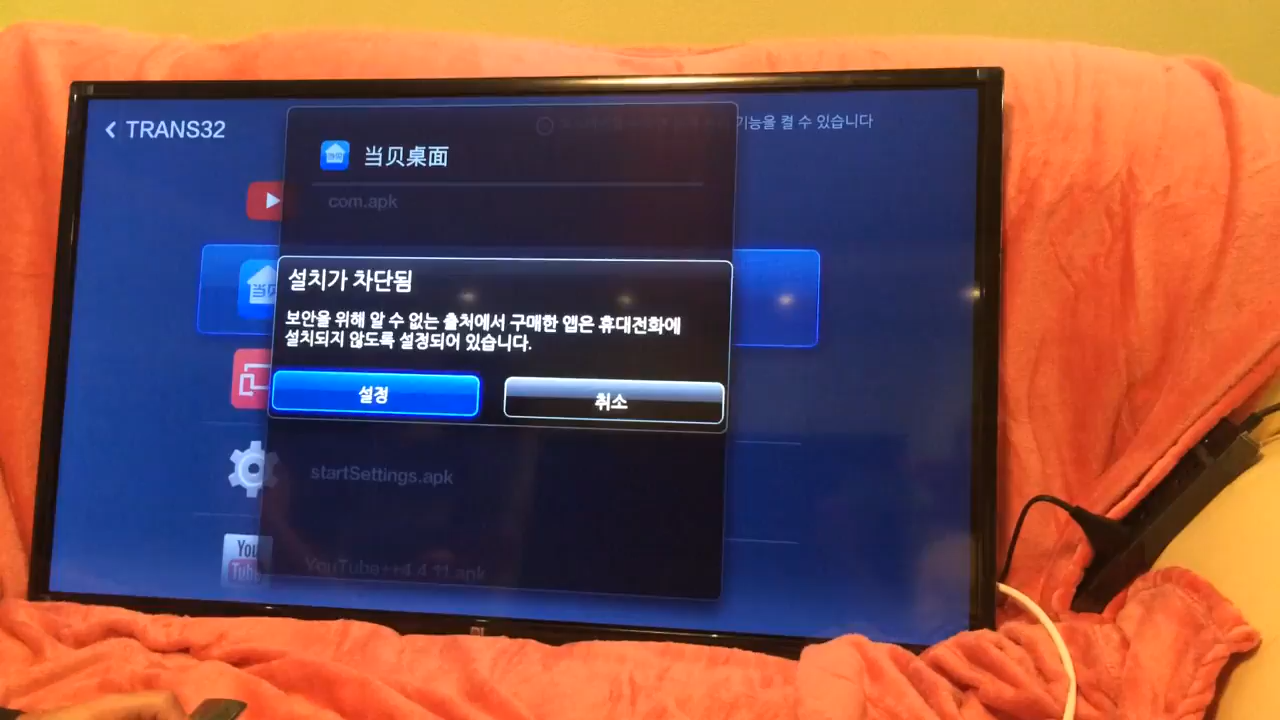 TRANS32
기능을 켤 수 있습니다
当贝桌面
com.apk
설치가 차단됨
보안을 위해 알 수 없는 출처에서 구매한 앱은 휴대전화에
설치되지 않도록 설정되어 있습니다.
설정
취소
startSettings.apk
You
Tube